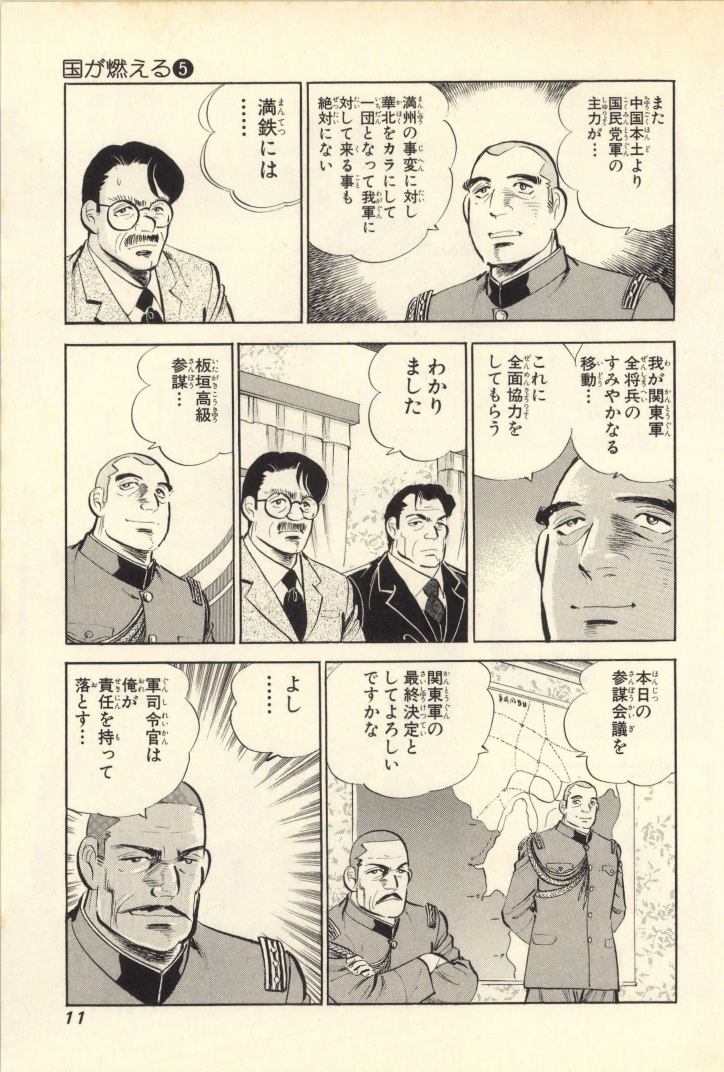 国が燃える❺
また
中国本土より
国民党軍の
主力が…
満州の事変に対し
華北をカラにして
一団となって我軍に
対して来る事も
絶対にない
満鉄には
……
我が関東軍
全将兵の
すみやかなる
移動…
これに
全面協力を
してもらう
わかり
ました
板垣高級
参謀…
本日の
参謀会議を
関東軍の
最終決定と
してよろしい
ですかな
よし
……
軍司令官は
俺が
責任を持って
落とす…
11